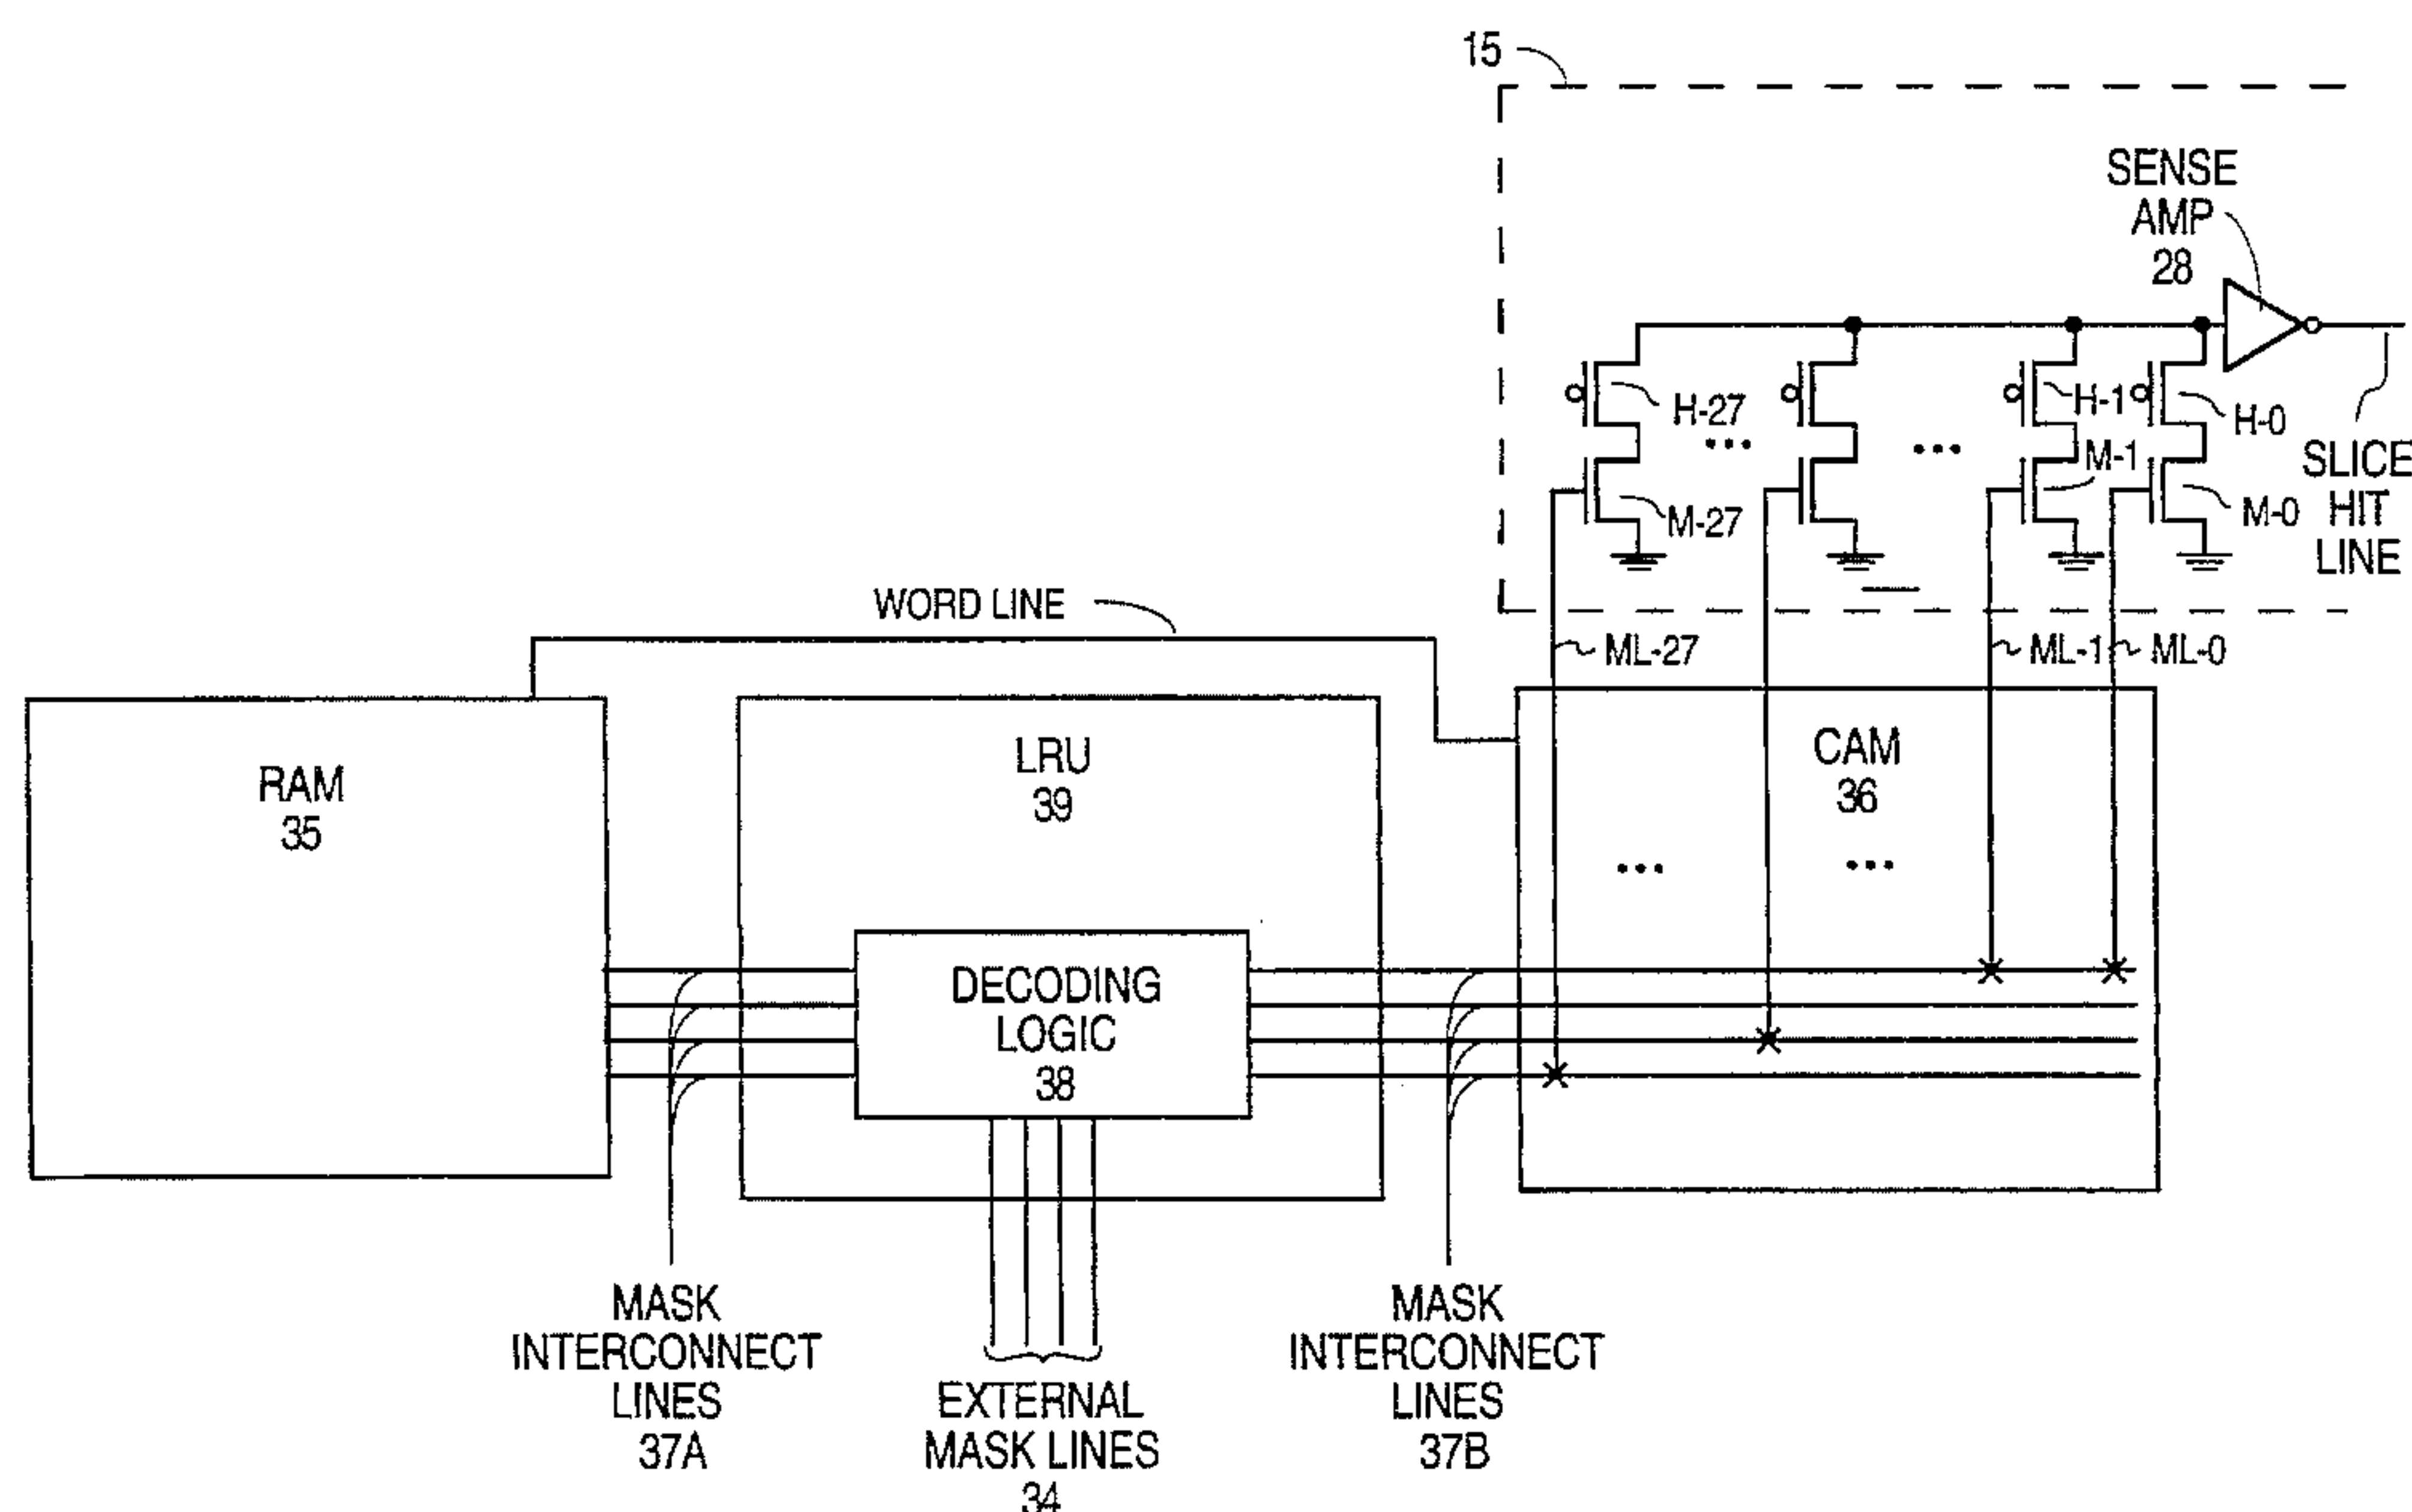 15
SENSE
AMP
28
H-27
H-1
H-0
M-27
M-1
M-0
SLICE
HIT
LINE
WORD LINE
ML-27
ML-1
ML-0
RAM
35
LRU
39
CAM
36
DECODING
LOGIC
38
MASK
INTERCONNECT
LINES
37A
EXTERNAL
MASK LINES
34
MASK
INTERCONNECT
LINES
37B